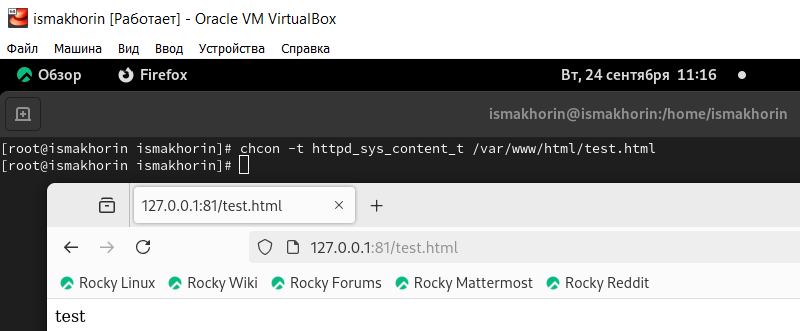 ismakhorin [Работает] - Oracle VM VirtualBox
Файл Машина Вид Ввод Устройства Справка
Обзор Firefox Вт, 24 сентября 11:16
ismakhorin@ismakhorin:/home/ismakhorin
[root@ismakhorin ismakhorin]# chcon -t httpd_sys_content_t /var/www/html/test.html
[root@ismakhorin ismakhorin]#
127.0.0.1:81/test.html
127.0.0.1:81/test.html
Rocky Linux Rocky Wiki Rocky Forums Rocky Mattermost Rocky Reddit
test